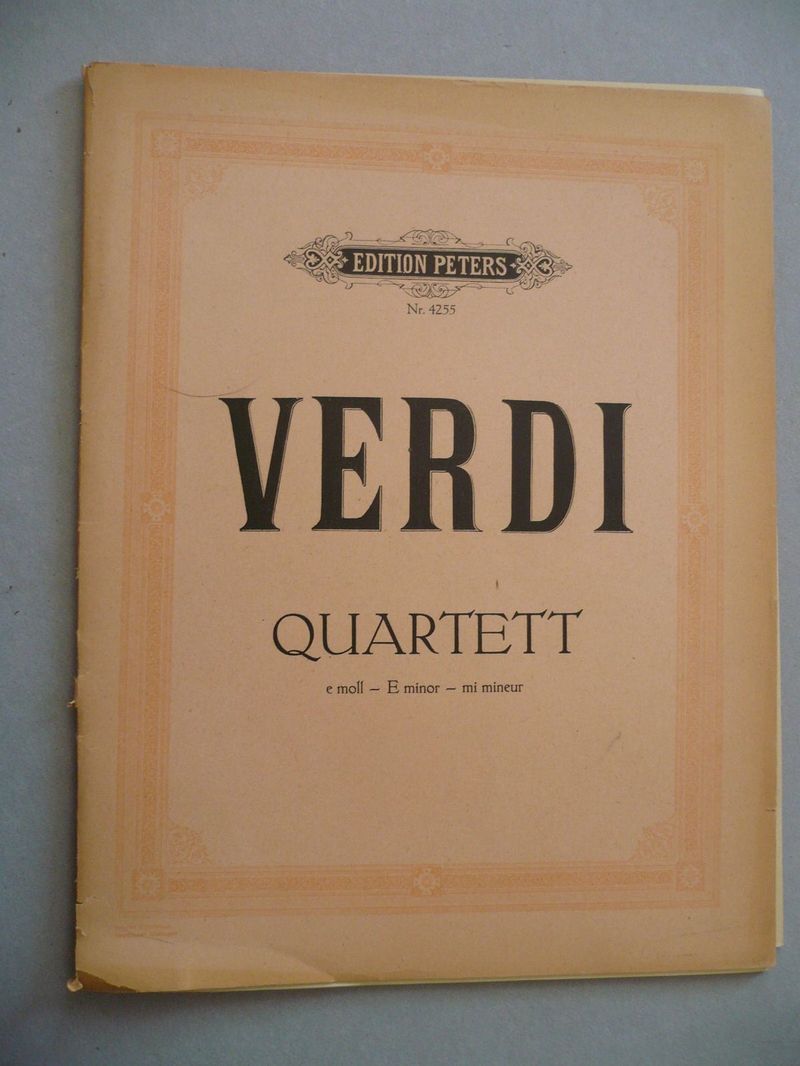 EDITION PETERS
Nr. 4255
VERDI
QUARTETT
e moll – E minor – mi mineur